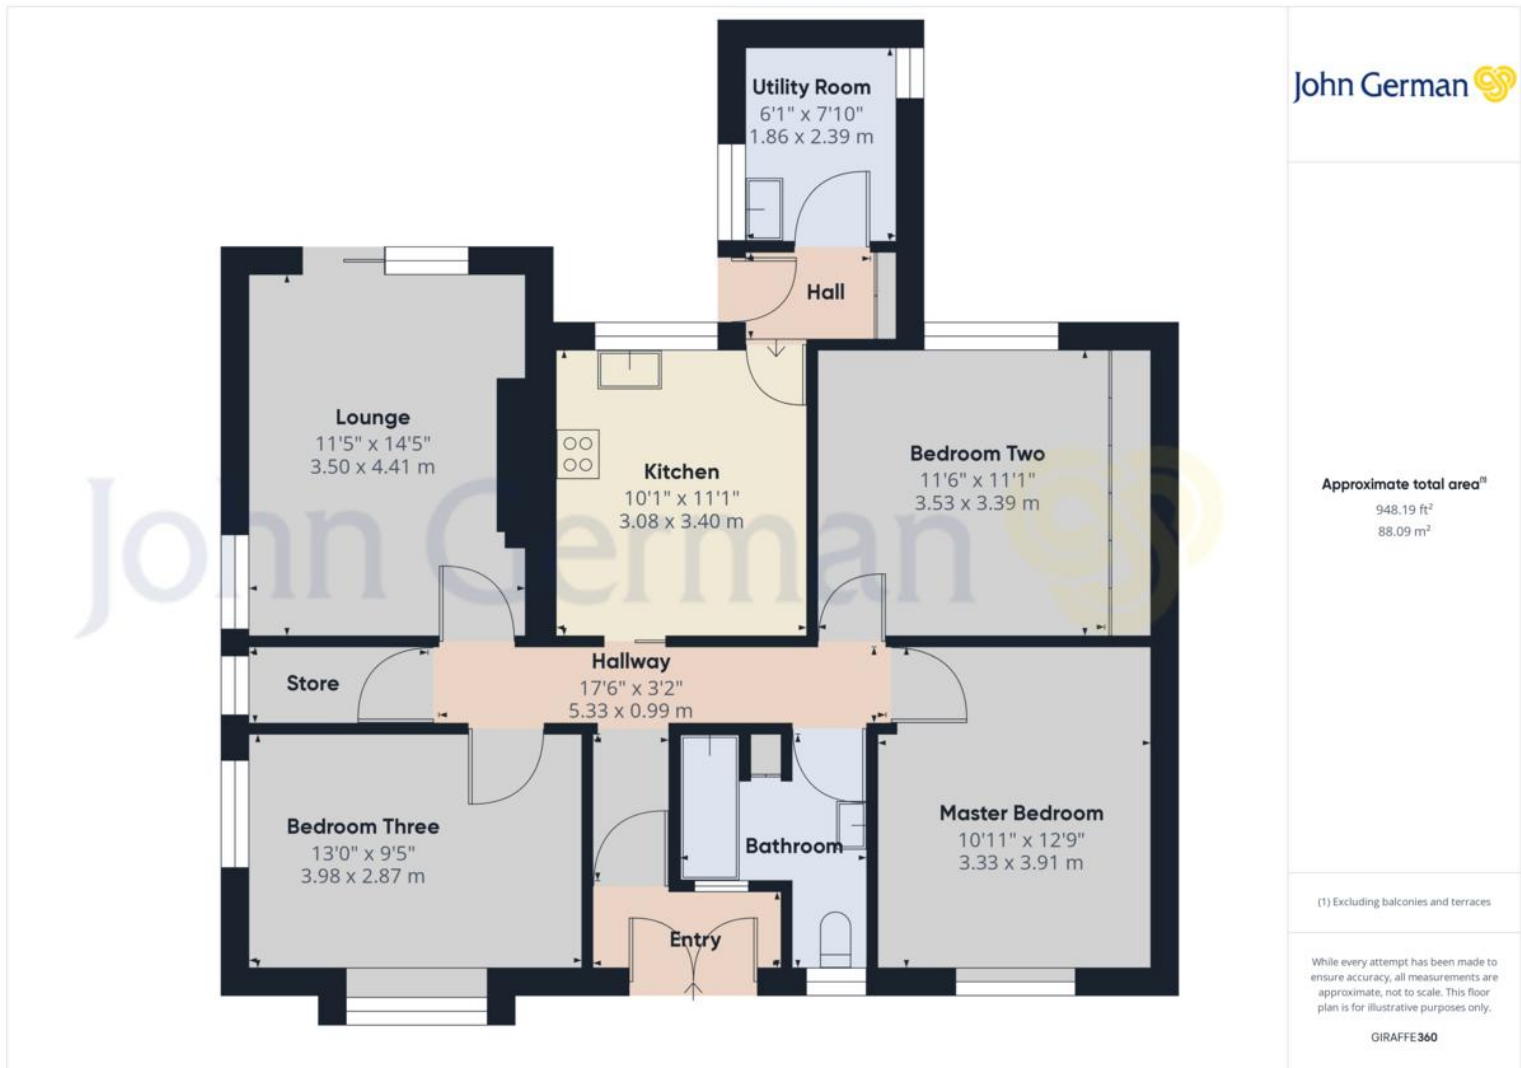 John German
Utility Room
6'1" x 7'10"
1.86 x 2.39 m
Hall
Lounge
11'5" x 14'5"
3.50 x 4.41 m
Kitchen
10'1" x 11'1"
3.08 x 3.40 m
Bedroom Two
11'6" x 11'1"
3.53 x 3.39 m
John German
Store
Hallway
17'6" x 3'2"
5.33 x 0.99 m
Bedroom Three
13'0" x 9'5"
3.98 x 2.87 m
Bathroom
Master Bedroom
10'11" x 12'9"
3.33 x 3.91 m
Entry
Approximate total area⁽¹⁾
948.19 ft²
88.09 m²
(1) Excluding balconies and terraces
While every attempt has been made to
ensure accuracy, all measurements are
approximate, not to scale. This floor
plan is for illustrative purposes only.
GIRAFFE360